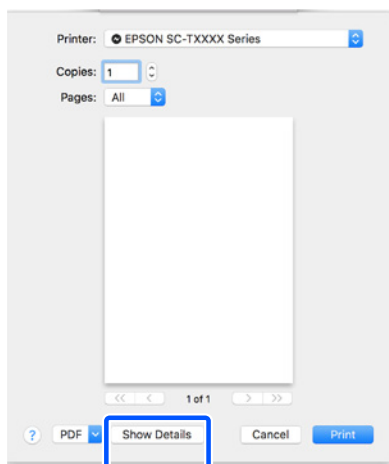 Printer: EPSON SC-TXXXX Series
Copies: 1
Pages: All
<< < 1 of 1 > >>
? PDF Show Details Cancel Print